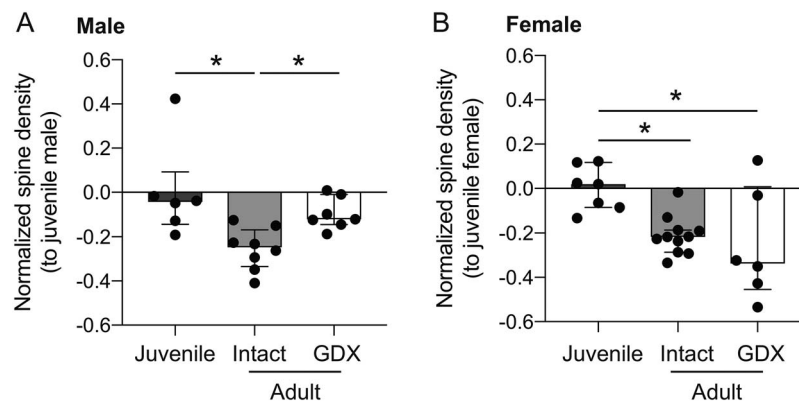 A
Male
Normalized spine density
(to juvenile male)
0.6
0.4
0.2
0.0
-0.2
-0.4
-0.6
*
*
Juvenile
Intact
GDX
Adult
B
Female
Normalized spine density
(to juvenile female)
0.6
0.4
0.2
0.0
-0.2
-0.4
-0.6
*
*
Juvenile
Intact
GDX
Adult